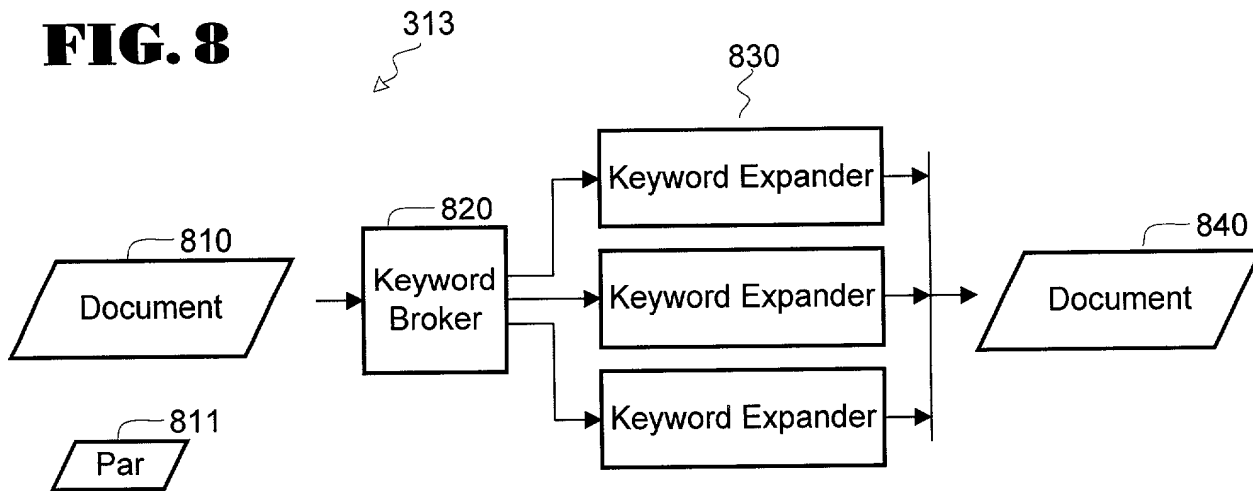 FIG. 8
313
830
Keyword Expander
820
810
840
Keyword
Broker
Document
Keyword Expander
Document
Keyword Expander
811
Par